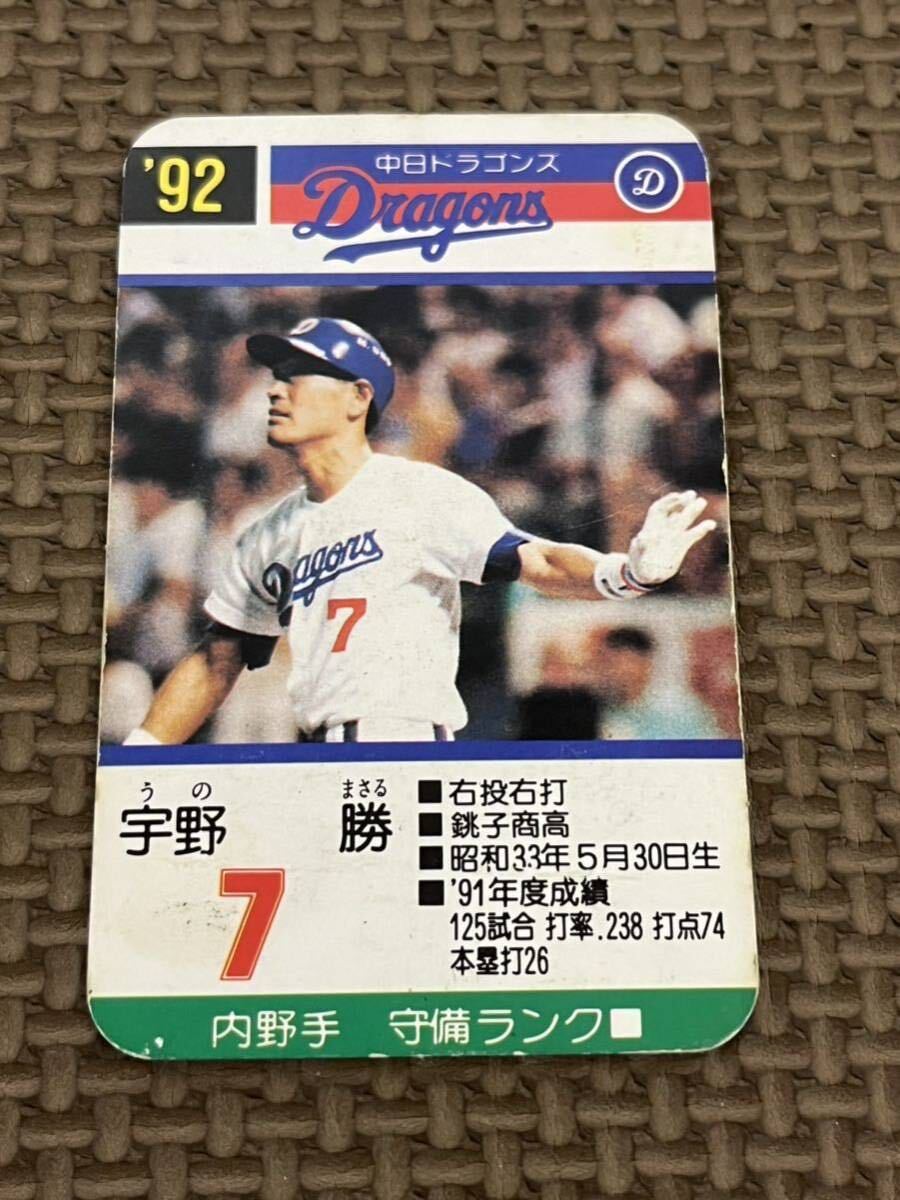 '92
中日ドラゴンズ
Dragons
D
D
Dragons
7
うの まさる
宇野 勝
7
■右投右打
■銚子商高
■昭和33年5月30日生
■'91年度成績
125試合 打率.238 打点74
本塁打26
内野手 守備ランク■